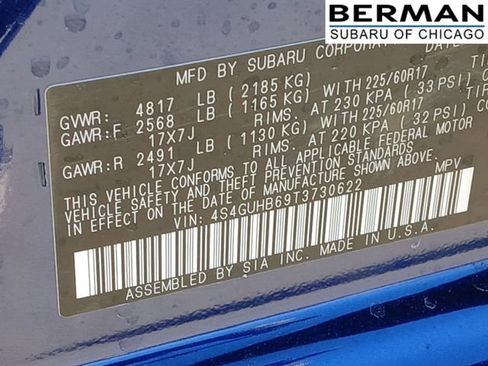 BERMAN
SUBARU OF CHICAGO
MFD BY SUBARU CORPORATION DATE
GVWR: 4817 LB (2185 KG)
GAWR:F 2568 LB (1165 KG) WITH 225/60R17
17X7J RIMS. AT 230 KPA (33 PSI)
GAWR:R 2491 LB (1130 KG) WITH 225/60R17
17X7J RIMS. AT 220 KPA (32 PSI)
THIS VEHICLE CONFORMS TO ALL APPLICABLE FEDERAL MOTOR
VEHICLE SAFETY AND THEFT PREVENTION STANDARDS
IN EFFECT ON THE DATE OF MANUFACTURE SHOWN ABOVE.
VIN: 4S4GUHB69T3730622 MPV
ASSEMBLED BY SIA INC. MADE IN U.S.A.